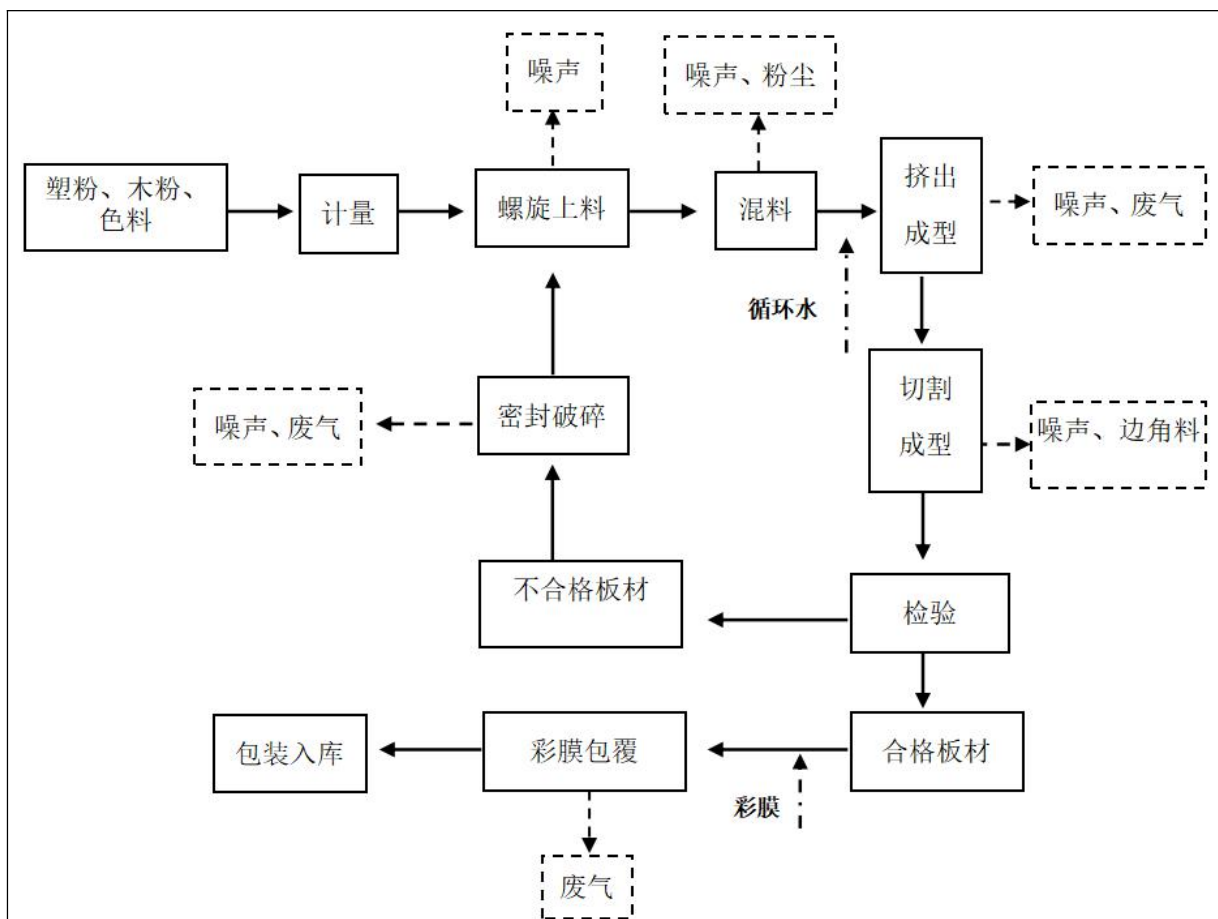 噪声
噪声、粉尘
塑粉、木粉、
色料
计量
螺旋上料
混料
挤出
成型
噪声、废气
循环水
切割
成型
噪声、边角料
噪声、废气
密封破碎
不合格板材
检验
包装入库
彩膜包覆
合格板材
彩膜
废气